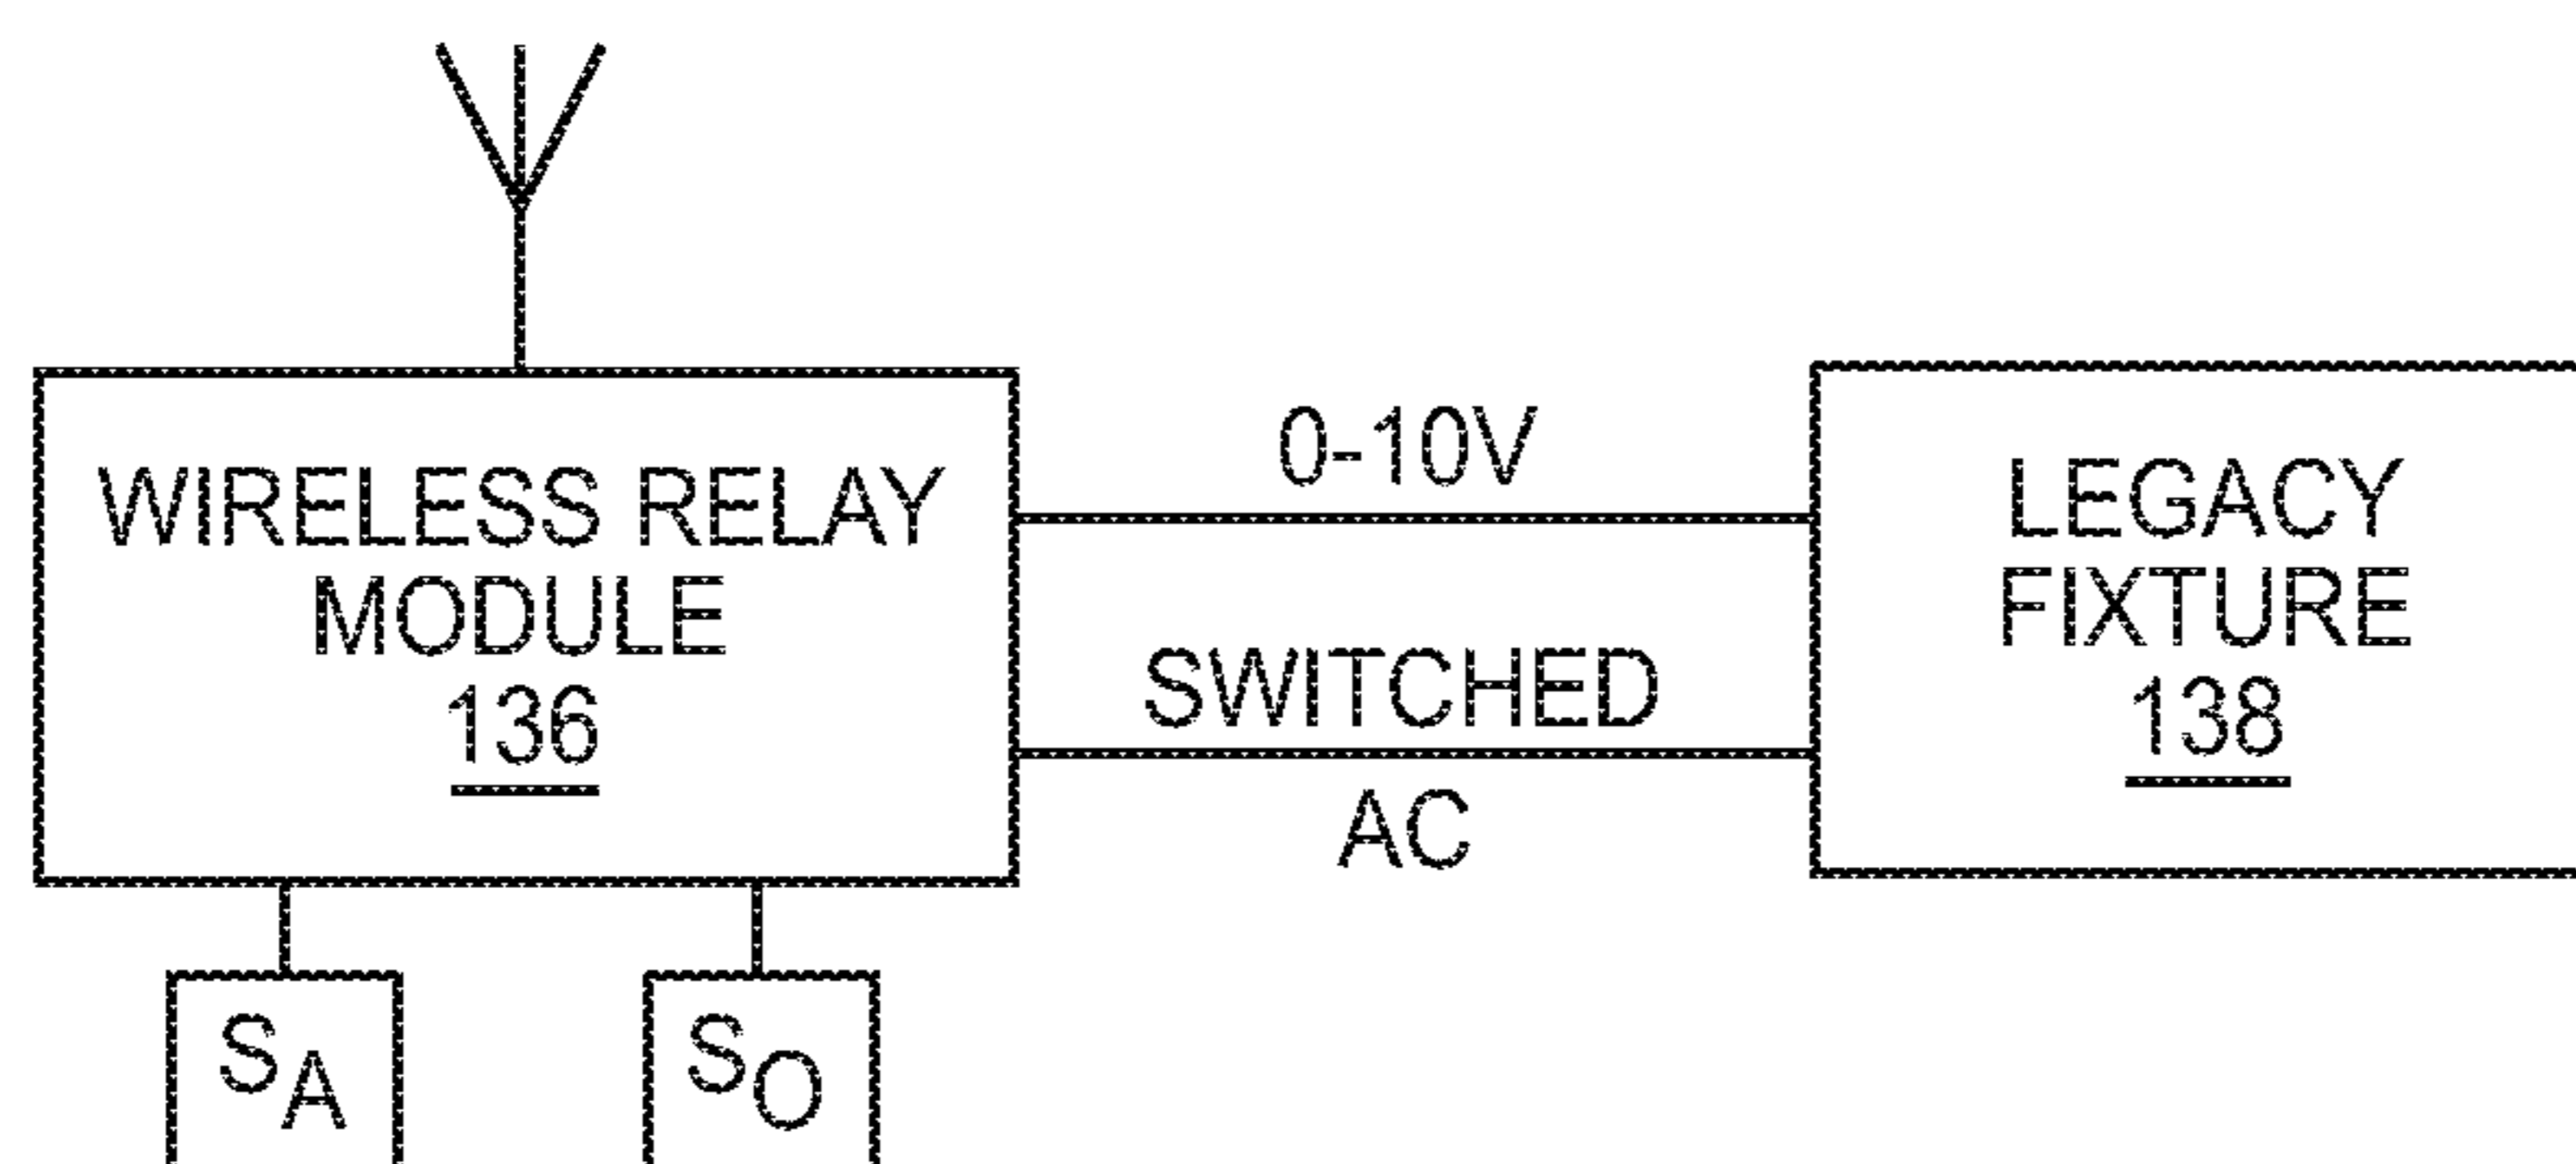 WIRELESS RELAY
MODULE
136
0-10V
SWITCHED
AC
LEGACY
FIXTURE
138
SA
SO